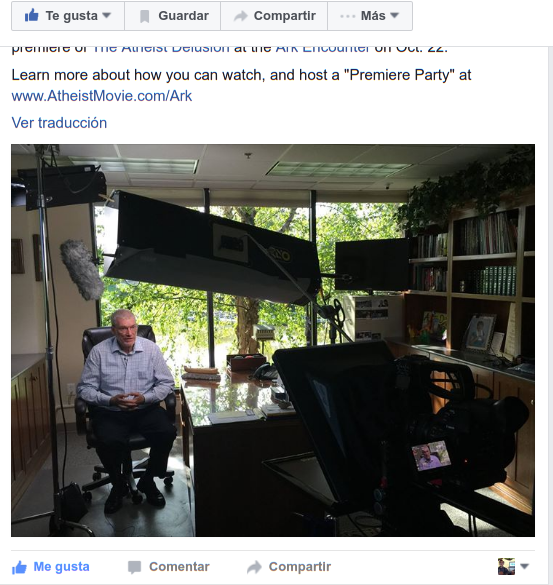 Te gusta Guardar Compartir Más
premiere of The Atheist Delusion at the Ark Encounter on Oct. 22.
Learn more about how you can watch, and host a "Premiere Party" at
www.AtheistMovie.com/Ark
Ver traducción
Me gusta Comentar Compartir